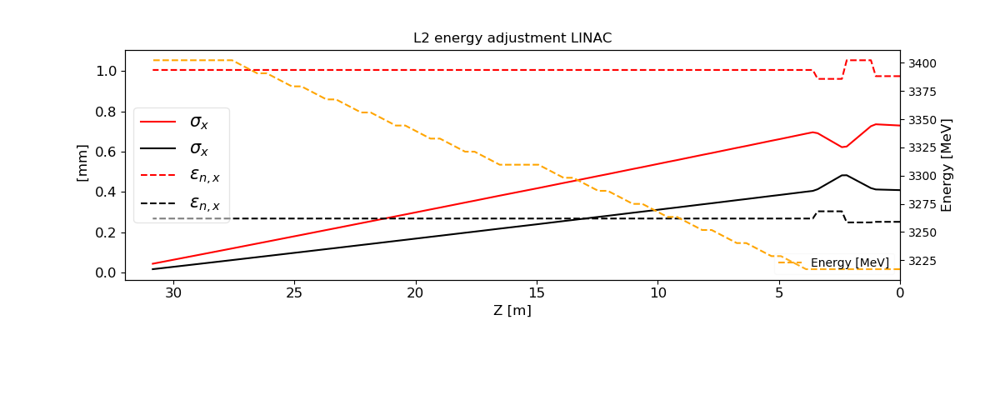 L2 energy adjustment LINAC
1.0
0.8
0.6
0.4
0.2
0.0
[mm]
σx
σx
εn,x
εn,x
3400
3375
3350
3325
3300
3275
3250
3225
Energy [MeV]
Energy [MeV]
30
25
20
15
10
5
0
Z [m]